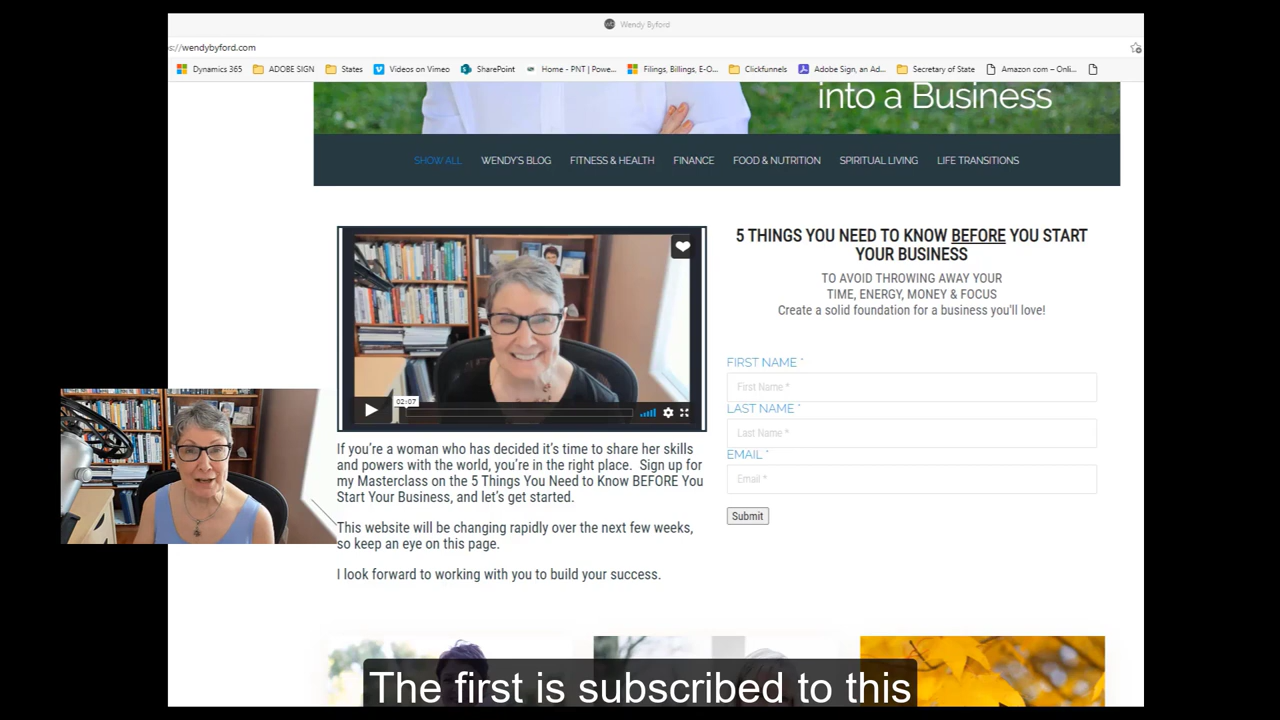 Wendy Byford
s://wendybyford.com
Dynamics 365 ADOBE SIGN States Videos on Vimeo SharePoint Home - PNT | Powe... Filings, Billings, E-O... Clickfunnels Adobe Sign, an Ad... Secretary of State Amazon com – Onli...
into a Business
SHOW ALL WENDY'S BLOG FITNESS & HEALTH FINANCE FOOD & NUTRITION SPIRITUAL LIVING LIFE TRANSITIONS
02:07
If you're a woman who has decided it's time to share her skills
and powers with the world, you're in the right place. Sign up for
my Masterclass on the 5 Things You Need to Know BEFORE You
Start Your Business, and let's get started.
This website will be changing rapidly over the next few weeks,
so keep an eye on this page.
I look forward to working with you to build your success.
5 THINGS YOU NEED TO KNOW BEFORE YOU START
YOUR BUSINESS
TO AVOID THROWING AWAY YOUR
TIME, ENERGY, MONEY & FOCUS
Create a solid foundation for a business you'll love!
FIRST NAME *
First Name *
LAST NAME *
Last Name *
EMAIL *
Email *
Submit
The first is subscribed to this